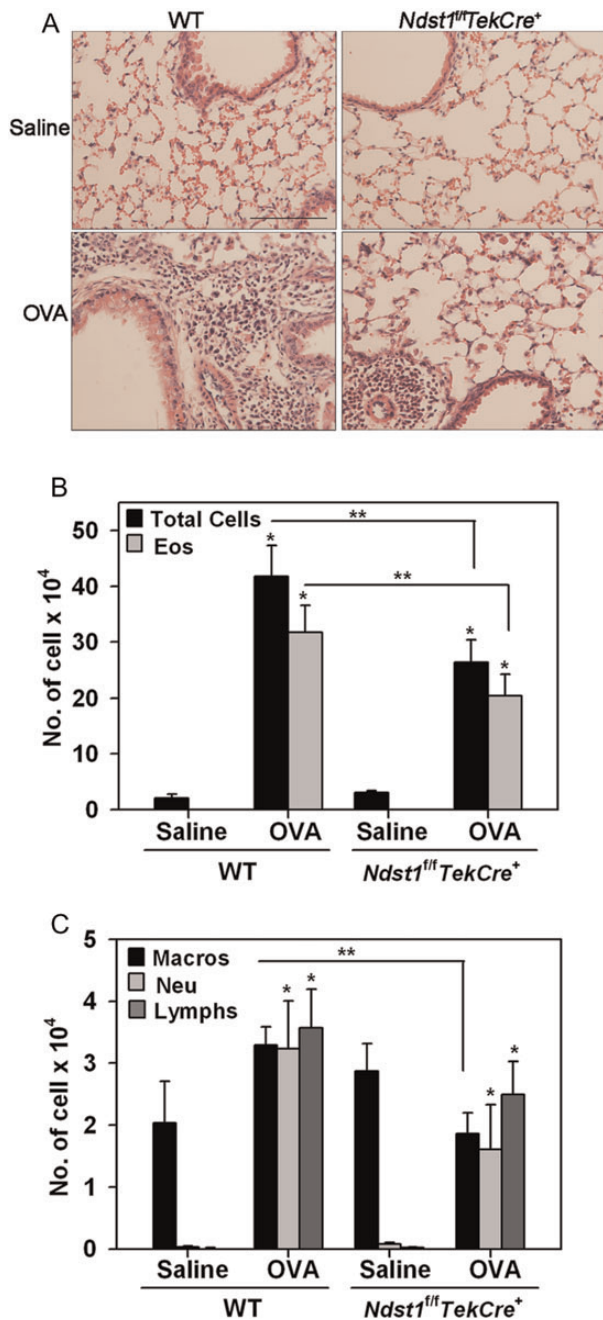 A
WT
Ndst1f/fTekCre+
Saline
OVA
B
Total Cells
Eos
No. of cell x 10⁴
50
40
30
20
10
0
*
*
**
**
*
*
Saline
OVA
Saline
OVA
WT
Ndst1f/fTekCre+
C
Macros
Neu
Lymphs
No. of cell x 10⁴
5
4
3
2
1
0
*
*
**
*
*
Saline
OVA
Saline
OVA
WT
Ndst1f/fTekCre+